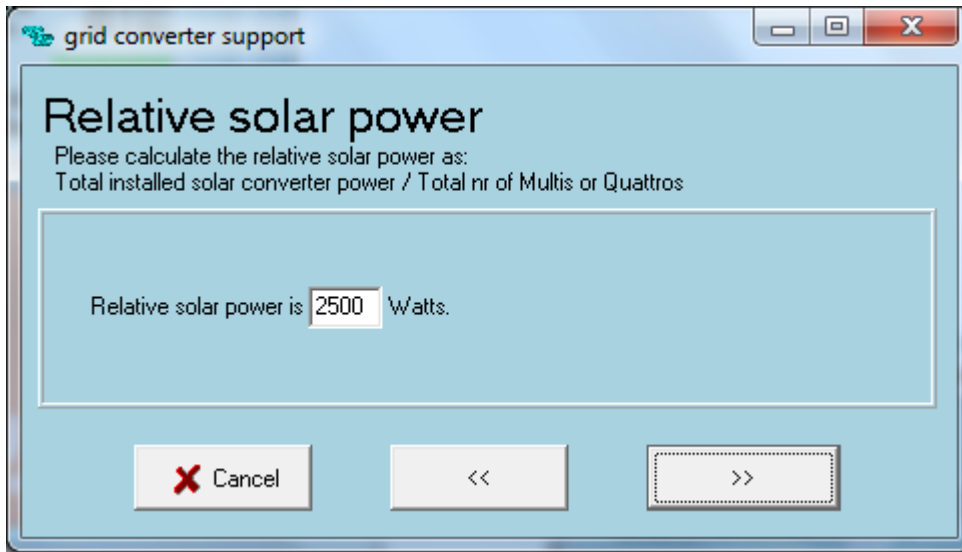 grid converter support
Relative solar power
Please calculate the relative solar power as:
Total installed solar converter power / Total nr of Multis or Quattros
Relative solar power is 2500 Watts.
Cancel << >>